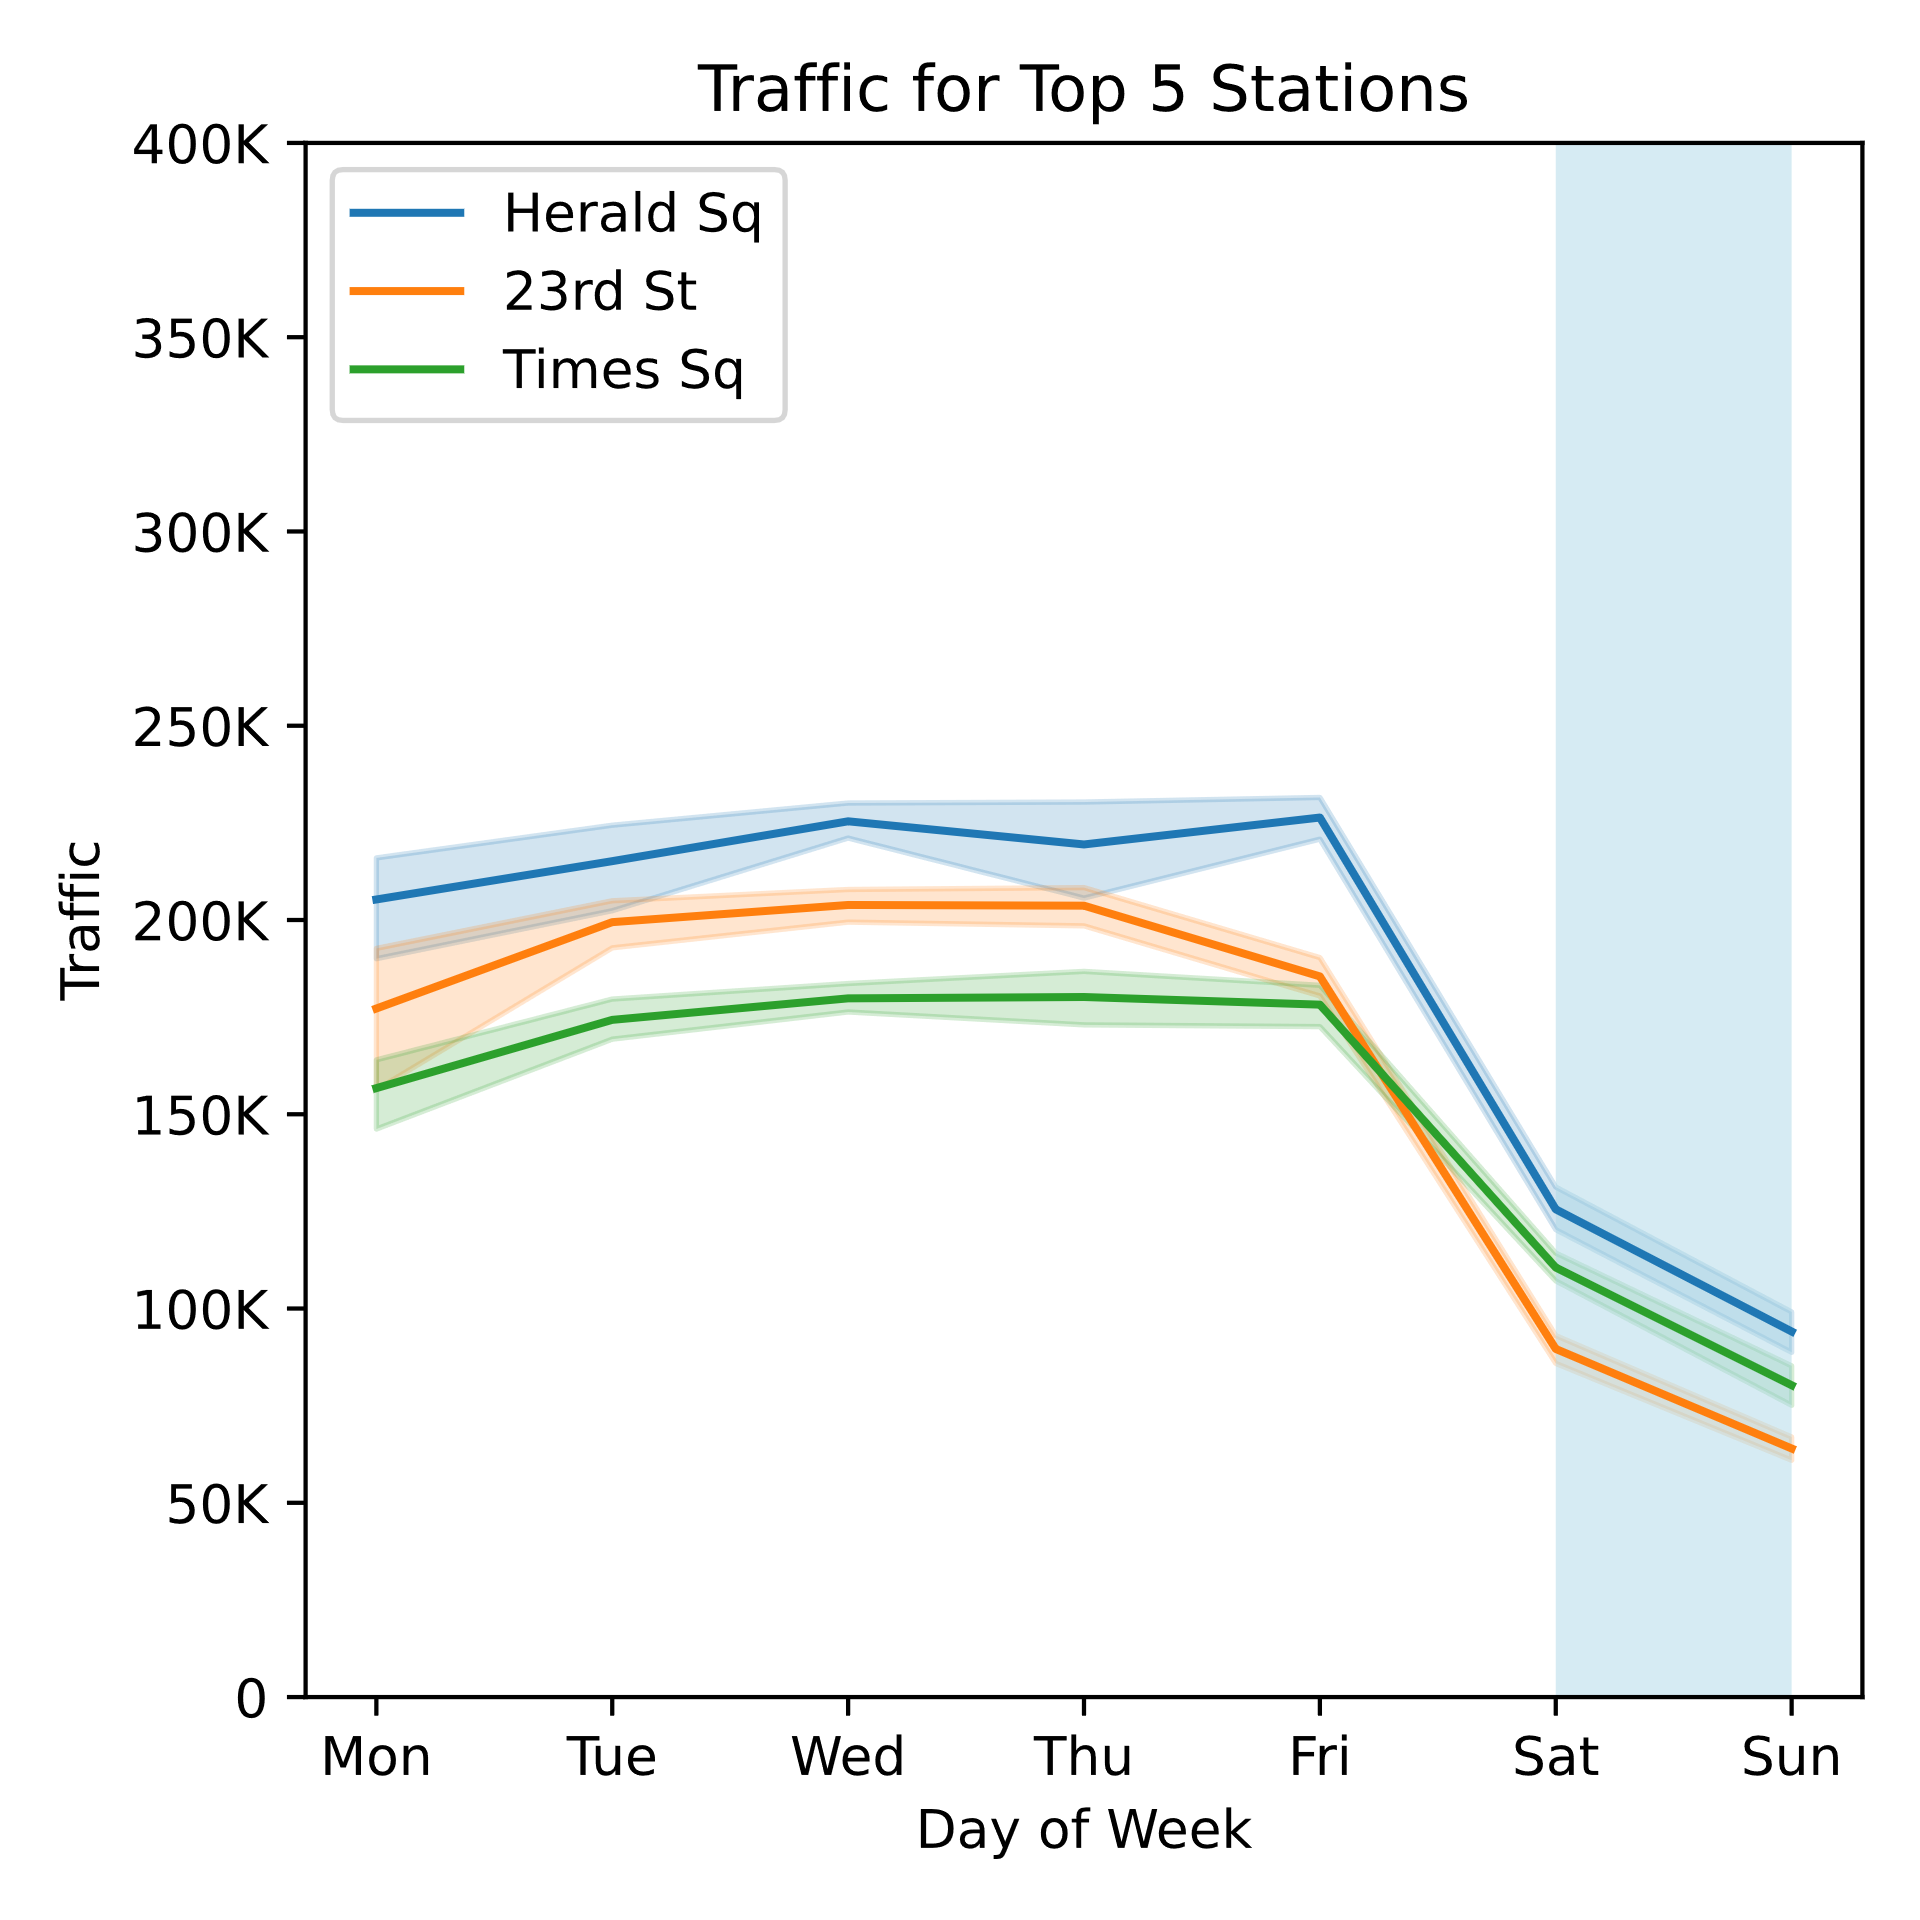 Traffic for Top 5 Stations
400K
350K
300K
250K
200K
150K
100K
50K
0
Traffic
Herald Sq
23rd St
Times Sq
Mon Tue Wed Thu Fri Sat Sun
Day of Week